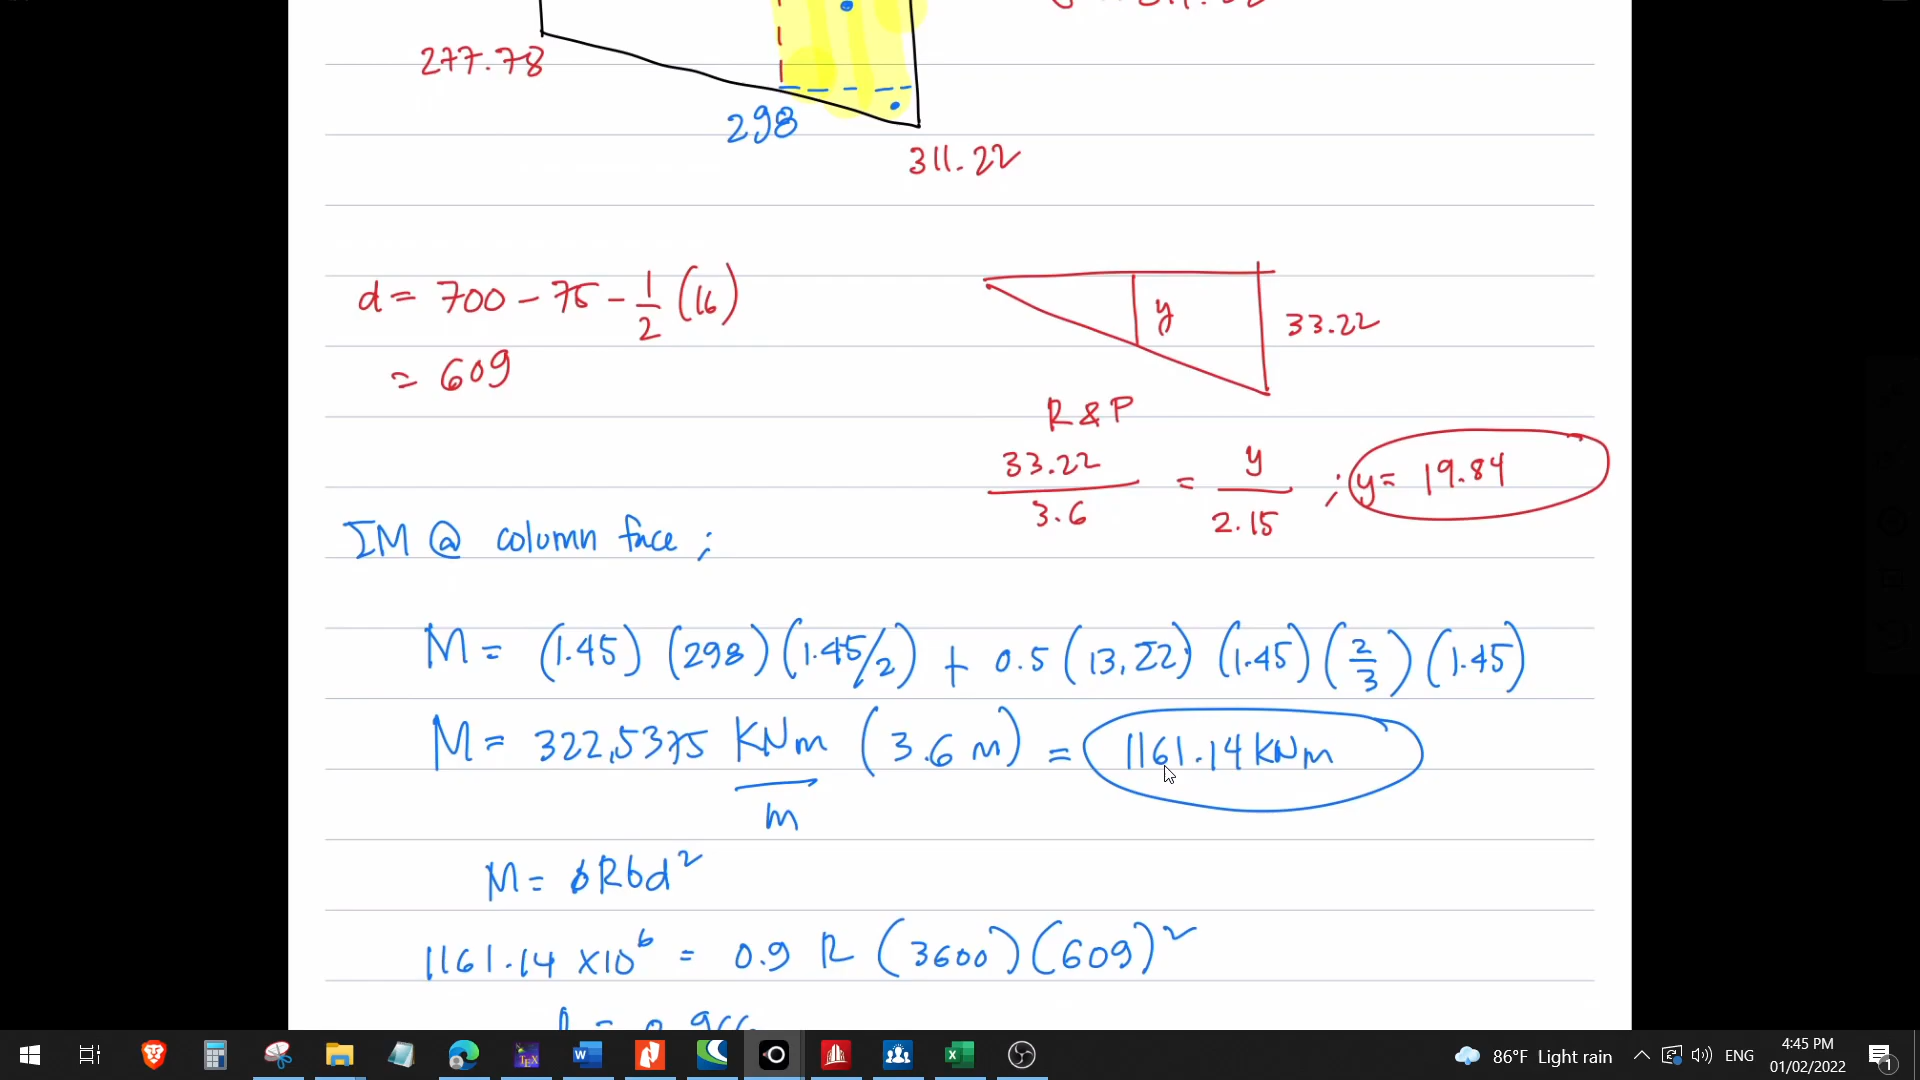 277.78
298
311.22
d = 700 - 75 - 1/2 (16)
= 609
y
33.22
R & P
33.22/3.6 = y/2.15 ; y = 19.84
ΣM @ column face ;
M = (1.45) (298) (1.45/2) + 0.5 (13.22) (1.45) (2/3) (1.45)
M = 322.5375 KNm/m (3.6 m) = 1161.14 kNm
M = ϕRbd²
1161.14 x10⁶ = 0.9 R (3600) (609)²
86°F Light rain
ENG
4:45 PM
01/02/2022
1